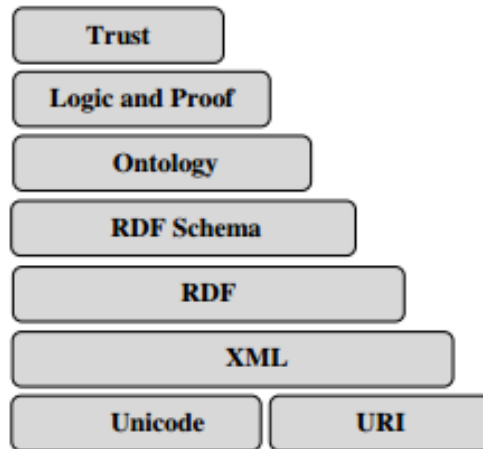 Trust
Logic and Proof
Ontology
RDF Schema
RDF
XML
Unicode URI